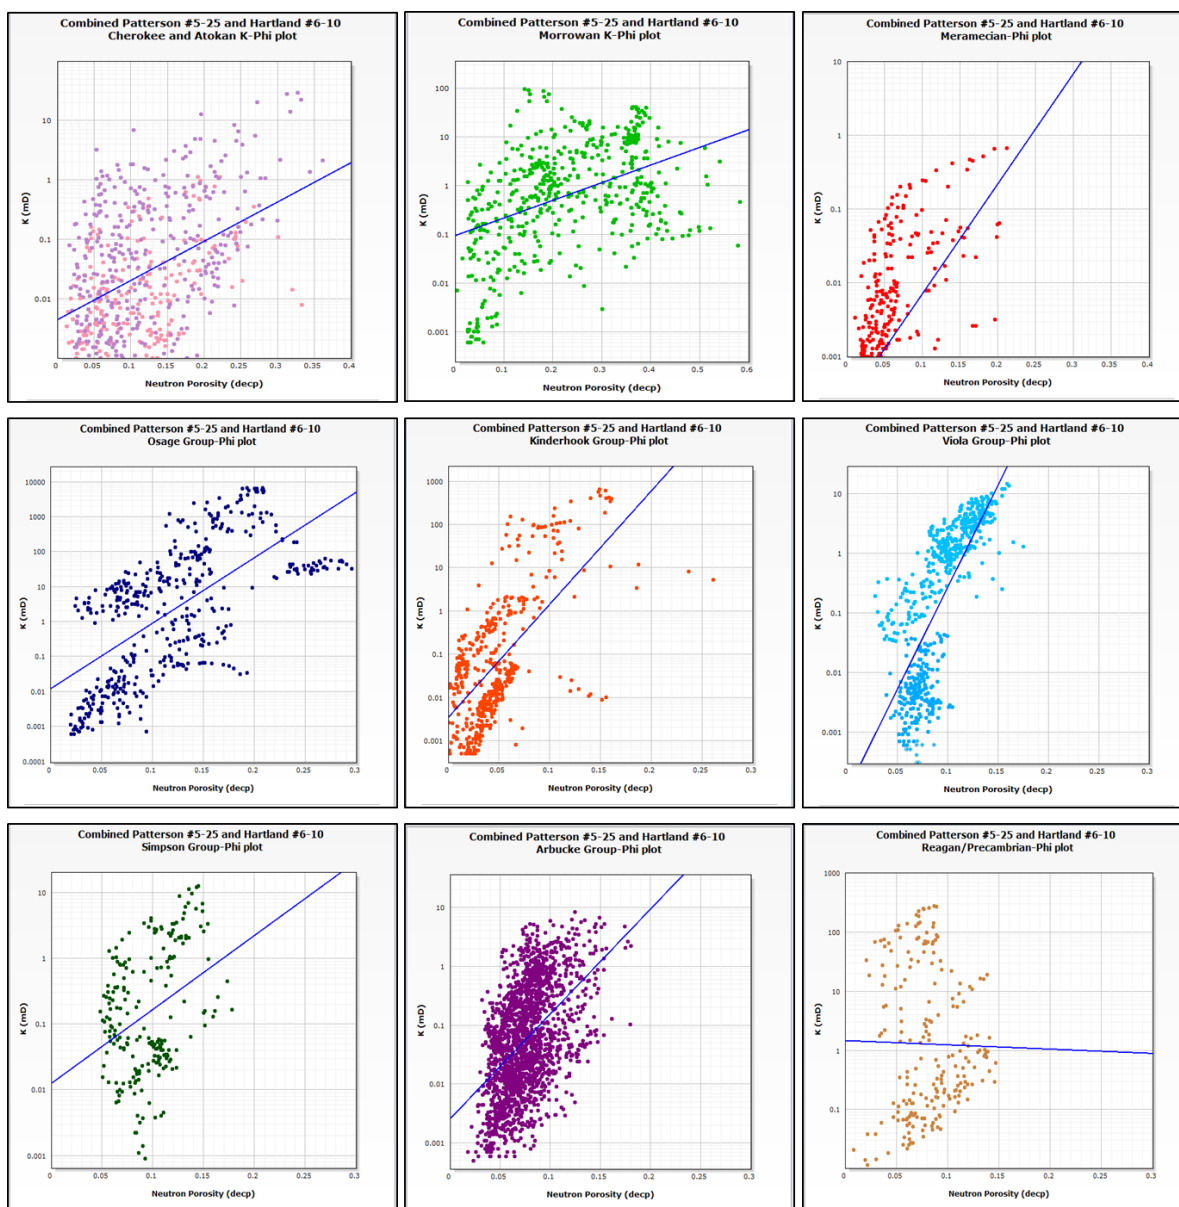 Combined Patterson #5-25 and Hartland #6-10
Cherokee and Atokan K-Phi plot
K (mD)
10
1
0.1
0.01
0 0.05 0.1 0.15 0.2 0.25 0.3 0.35 0.4
Neutron Porosity (decp)
Combined Patterson #5-25 and Hartland #6-10
Morrowan K-Phi plot
K (mD)
100
10
1
0.1
0.01
0.001
0 0.1 0.2 0.3 0.4 0.5 0.6
Neutron Porosity (decp)
Combined Patterson #5-25 and Hartland #6-10
Meramecian-Phi plot
K (mD)
10
1
0.1
0.01
0.001
0 0.05 0.1 0.15 0.2 0.25 0.3 0.4 0.4
Neutron Porosity (decp)
Combined Patterson #5-25 and Hartland #6-10
Osage Group-Phi plot
K (mD)
10000
1000
100
10
1
0.1
0.01
0.001
0.0001
0 0.05 0.1 0.15 0.2 0.25 0.3
Neutron Porosity (decp)
Combined Patterson #5-25 and Hartland #6-10
Kinderhook Group-Phi plot
K (mD)
1000
100
10
1
0.1
0.01
0.001
0 0.05 0.1 0.15 0.2 0.25 0.3
Neutron Porosity (decp)
Combined Patterson #5-25 and Hartland #6-10
Viola Group-Phi plot
K (mD)
10
1
0.1
0.01
0.001
0 0.05 0.1 0.15 0.2 0.25 0.3
Neutron Porosity (decp)
Combined Patterson #5-25 and Hartland #6-10
Simpson Group-Phi plot
K (mD)
10
1
0.1
0.01
0.001
0 0.05 0.1 0.15 0.2 0.25 0.3
Neutron Porosity (decp)
Combined Patterson #5-25 and Hartland #6-10
Arbucke Group-Phi plot
K (mD)
10
1
0.1
0.01
0.001
0 0.05 0.1 0.15 0.2 0.25 0.3
Neutron Porosity (decp)
Combined Patterson #5-25 and Hartland #6-10
Reagan/Precambrian-Phi plot
K (mD)
1000
100
10
1
0.1
0 0.05 0.1 0.15 0.2 0.25 0.3
Neutron Porosity (decp)